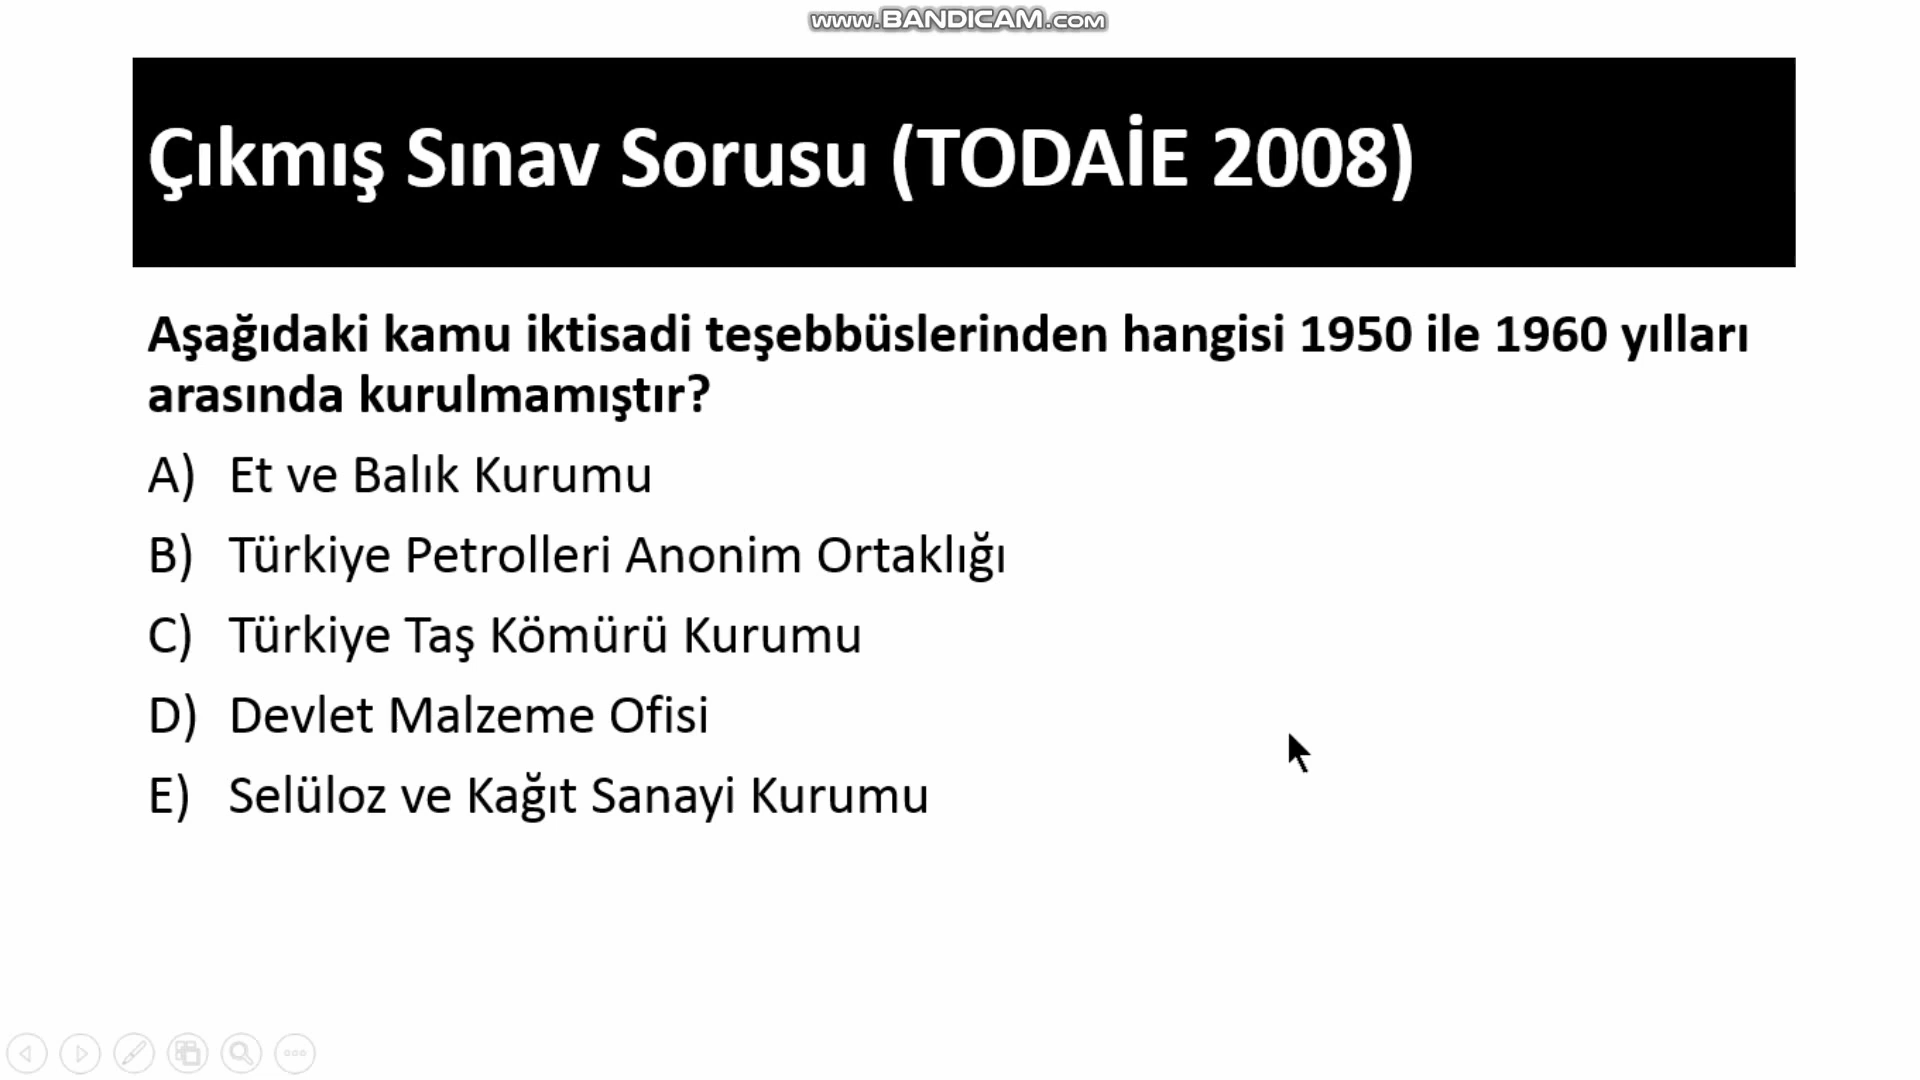 www.BANDICAM.com
Çıkmış Sınav Sorusu (TODAİE 2008)
Aşağıdaki kamu iktisadi teşebbüslerinden hangisi 1950 ile 1960 yılları
arasında kurulmamıştır?
A) Et ve Balık Kurumu
B) Türkiye Petrolleri Anonim Ortaklığı
C) Türkiye Taş Kömürü Kurumu
D) Devlet Malzeme Ofisi
E) Selüloz ve Kağıt Sanayi Kurumu